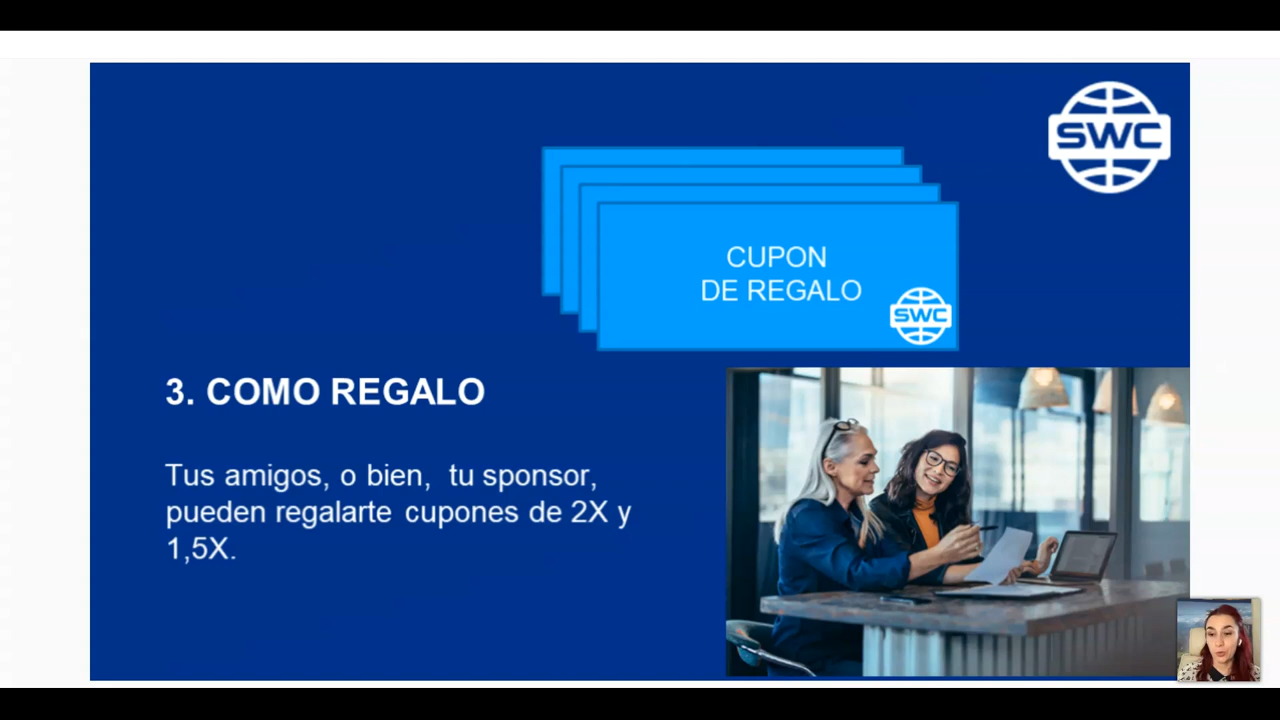 SWC
CUPON
DE REGALO
SWC
3. COMO REGALO
Tus amigos, o bien, tu sponsor,
pueden regalarte cupones de 2X y
1,5X.